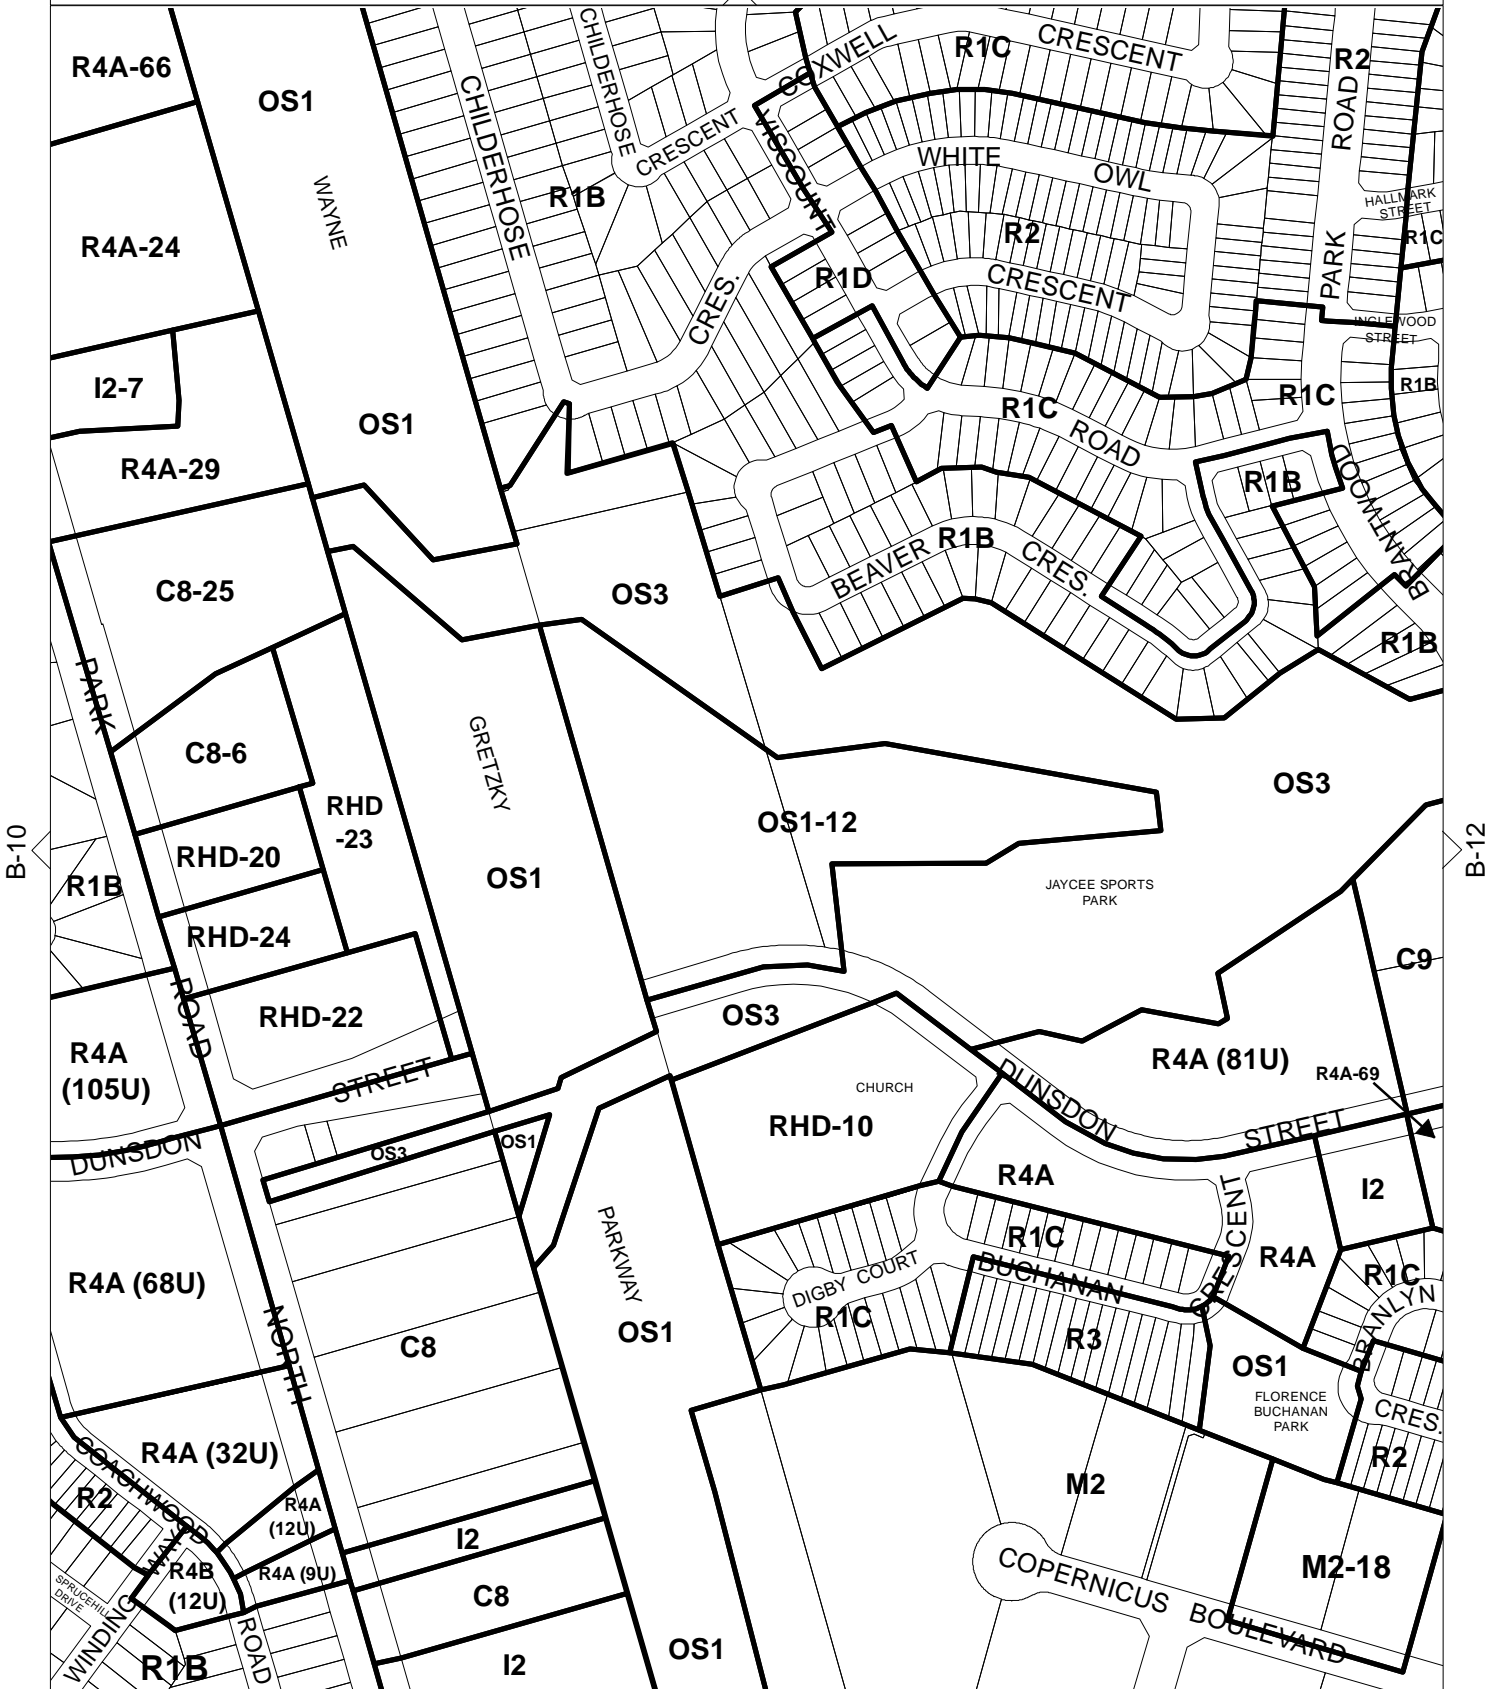 R4A-66
OS1
CHILDERHOSE
CHILDERHOSE
CRESCENT
COXWELL
R1C
CRESCENT
R2
ROAD
WAYNE
R1B
VISCOUNT
WHITE
OWL
HALLMARK
STREET
R4A-24
R2
R1C
CRES.
R1D
CRESCENT
PARK
INGLEWOOD
STREET
I2-7
OS1
R1C
R1C
R1B
R4A-29
ROAD
R1B
BRANTWOOD
C8-25
OS3
BEAVER
R1B
CRES.
R1B
PARK
C8-6
GRETZKY
OS3
RHD
-23
OS1-12
B-10
B-12
RHD-20
R1B
OS1
JAYCEE SPORTS
PARK
RHD-24
C9
ROAD
RHD-22
OS3
R4A
(105U)
STREET
CHURCH
DUNSDON
R4A (81U)
R4A-69
RHD-10
STREET
DUNSDON
OS3
OS1
R4A
CRESCENT
I2
PARKWAY
R1C
R4A (68U)
DIGBY COURT
BUCHANAN
R4A
R1C
BRANLYN
NORTH
C8
OS1
R1C
R3
OS1
FLORENCE
BUCHANAN
PARK
CRES.
COACHWOOD
R4A (32U)
R2
R2
R4A
(12U)
M2
I2
WAY
R4B
(12U)
R4A (9U)
COPERNICUS BOULEVARD
M2-18
SPRUCEHILL
DRIVE
C8
WINDING
ROAD
OS1
R1B
I2